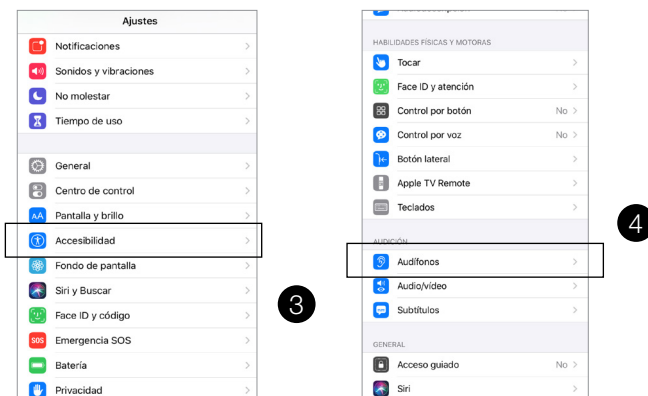 Ajustes
Notificaciones
Sonidos y vibraciones
No molestar
Tiempo de uso
General
Centro de control
AA Pantalla y brillo
Accesibilidad
Fondo de pantalla
Siri y Buscar
Face ID y código
SOS Emergencia SOS
Batería
Privacidad
3
HABILIDADES FÍSICAS Y MOTORAS
Tocar
Face ID y atención
Control por botón No
Control por voz No
Botón lateral
Apple TV Remote
Teclados
AUDICIÓN
Audífonos
Audio/vídeo
Subtítulos
GENERAL
Acceso guiado No
Siri
4